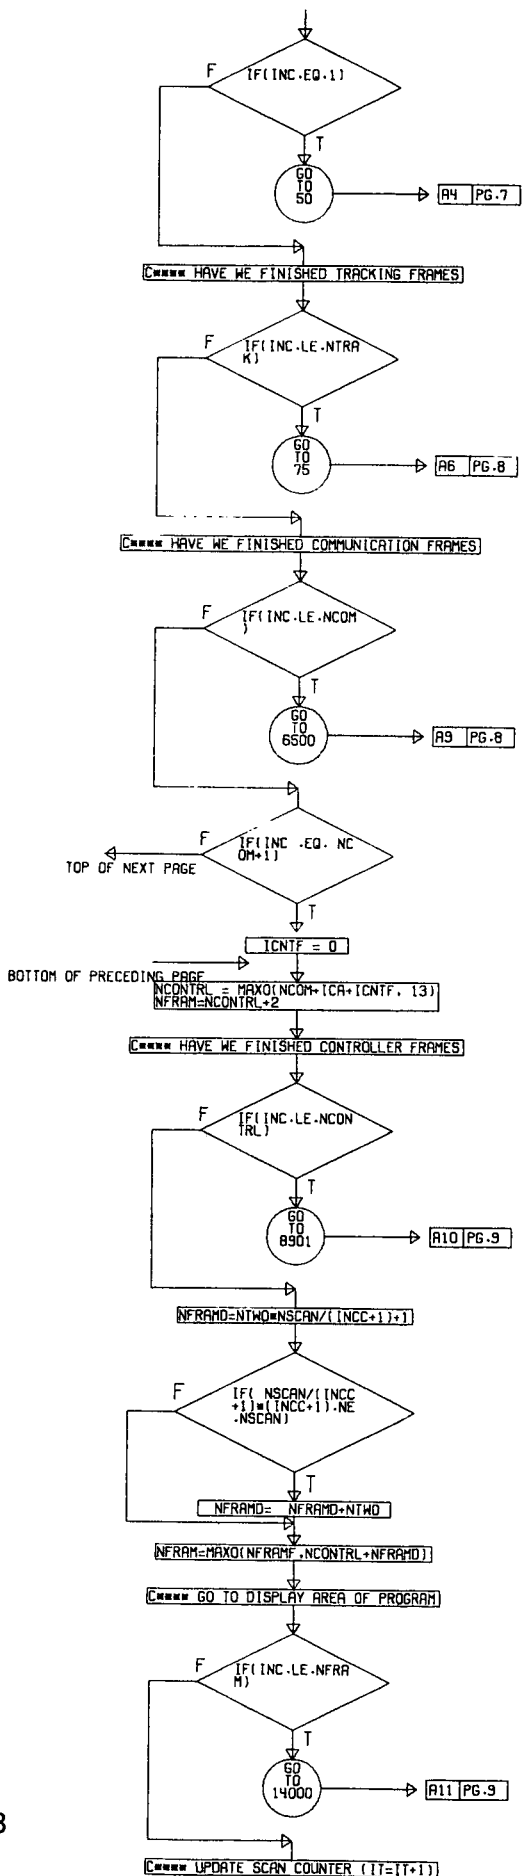 F
IF(INC.EQ.1)
T
GO
TO
50
A4 PG.7
C**** HAVE WE FINISHED TRACKING FRAMES
F
IF(INC.LE.NTRA
K)
T
GO
TO
75
A6 PG.8
C**** HAVE WE FINISHED COMMUNICATION FRAMES
F
IF(INC.LE.NCOM
)
T
GO
TO
6500
A9 PG.8
F
IF(INC .EQ. NC
OM+1)
TOP OF NEXT PAGE
T
ICNTF = 0
BOTTOM OF PRECEDING PAGE
NCONTRL = MAXO(NCOM+ICA+ICNTF, 13)
NFRAM=NCONTRL+2
C**** HAVE WE FINISHED CONTROLLER FRAMES
F
IF(INC.LE.NCON
TRL)
T
GO
TO
8901
A10 PG.9
NFRAMD=NTWO*NSCAN/(INCC+1)+1
F
IF( NSCAN/(INCC
+1)*(INCC+1).NE
.NSCAN)
T
NFRAMD= NFRAMD+NTWO
NFRAM=MAXO(NFRAMF,NCONTRL+NFRAMD)
C**** GO TO DISPLAY AREA OF PROGRAM
F
IF(INC.LE.NFRA
M)
T
GO
TO
14000
A11 PG.9
3
C**** UPDATE SCAN COUNTER (IT=IT+1)